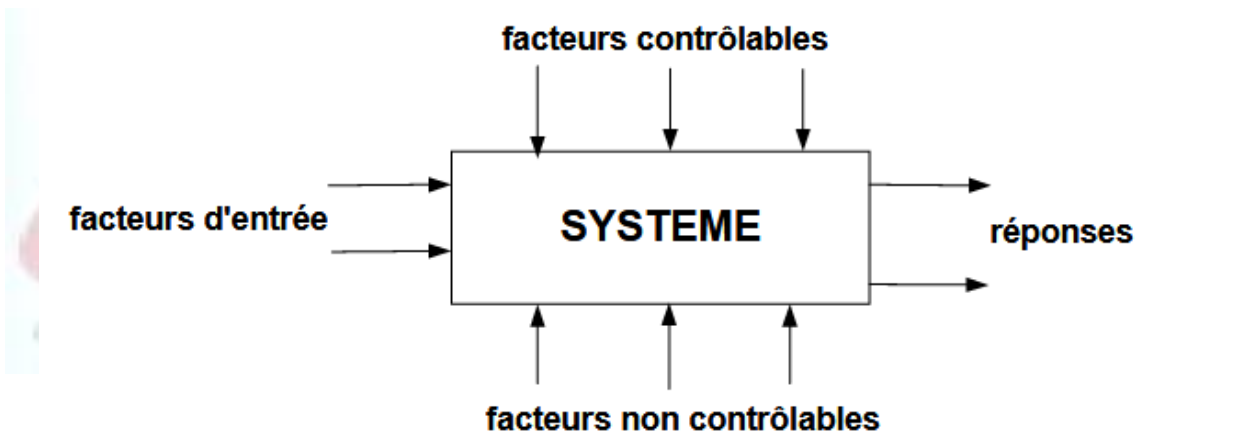 facteurs contrôlables
facteurs d'entrée
SYSTEME
réponses
facteurs non contrôlables